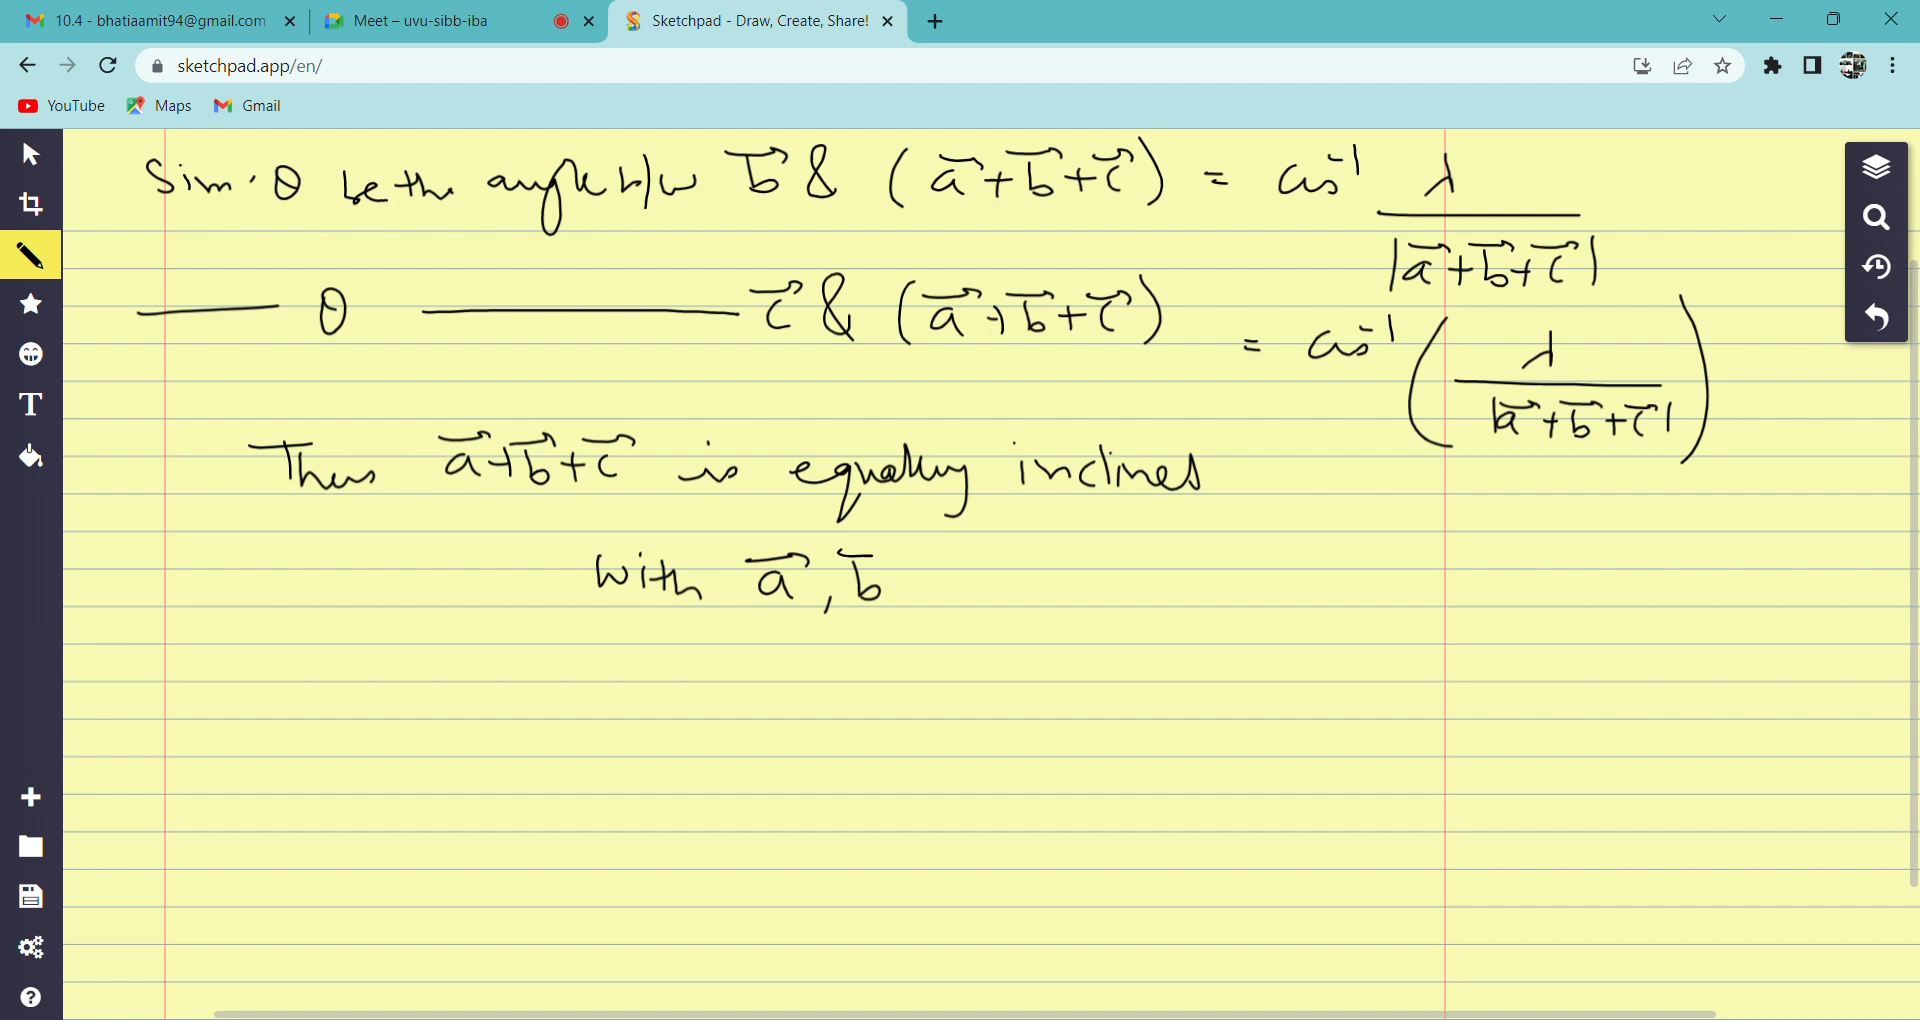 10.4 - bhatiaamit94@gmail.com
Meet – uvu-sibb-iba
Sketchpad - Draw, Create, Share!
sketchpad.app/en/
YouTube Maps Gmail
Sim. θ be the angle b/w b⃗ & (a⃗+b⃗+c⃗) = cos⁻¹ λ / |a⃗+b⃗+c⃗|
—— θ —————— c⃗ & (a⃗+b⃗+c⃗)
= cos⁻¹ (λ / |a⃗+b⃗+c⃗|)
Thus a⃗+b⃗+c⃗ is equally inclined
with a⃗, b